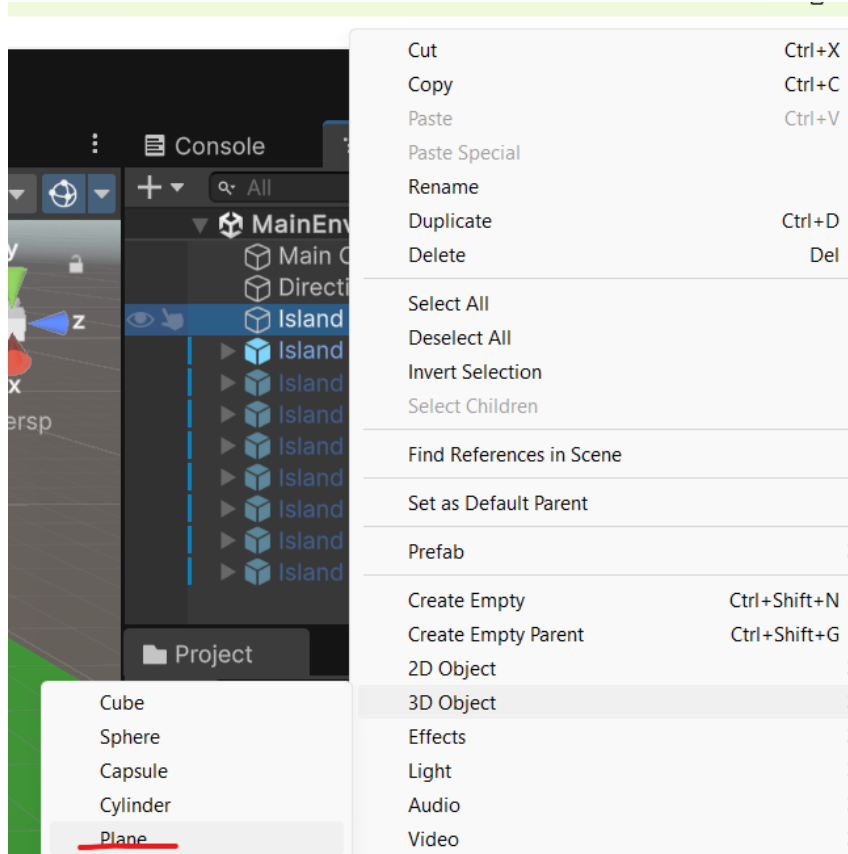 Console
All
MainEnv
Main C
Directi
Island
Island
Island
Island
Island
Island
Island
Island
Island
y
z
x
ersp
Project
Cut Ctrl+X
Copy Ctrl+C
Paste Ctrl+V
Paste Special
Rename
Duplicate Ctrl+D
Delete Del
Select All
Deselect All
Invert Selection
Select Children
Find References in Scene
Set as Default Parent
Prefab
Create Empty Ctrl+Shift+N
Create Empty Parent Ctrl+Shift+G
2D Object
3D Object
Effects
Light
Audio
Video
Cube
Sphere
Capsule
Cylinder
Plane